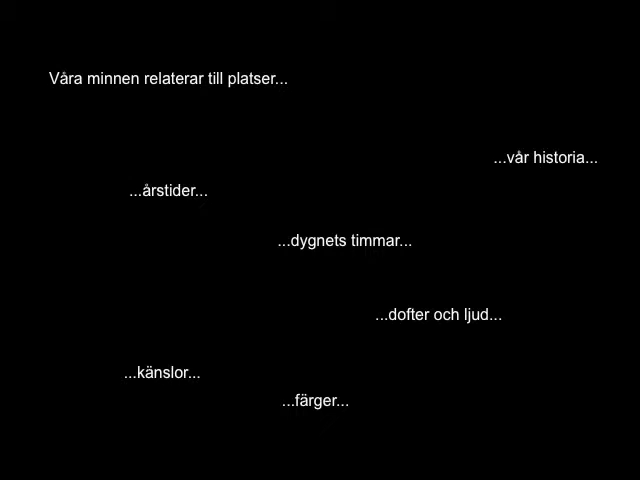 Våra minnen relaterar till platser...
...vår historia...
...årstider...
...dygnets timmar...
...dofter och ljud...
...känslor...
...färger...